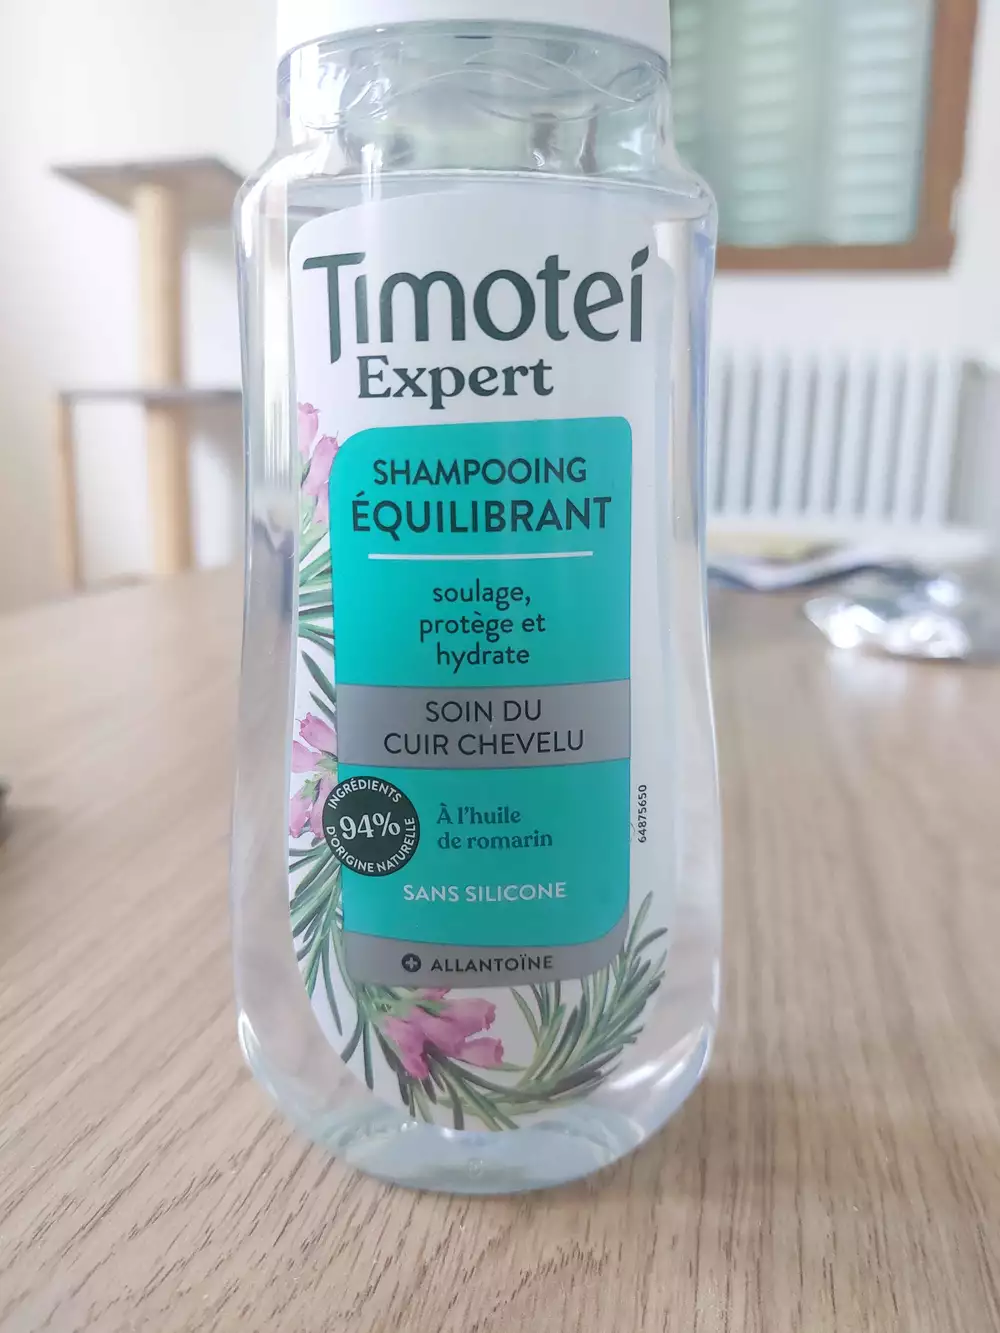 Timotei
Expert
SHAMPOOING
ÉQUILIBRANT
soulage,
protège et
hydrate
SOIN DU
CUIR CHEVELU
INGRÉDIENTS
94%
D'ORIGINE NATURELLE
À l'huile
de romarin
SANS SILICONE
ALLANTOÏNE
64875650